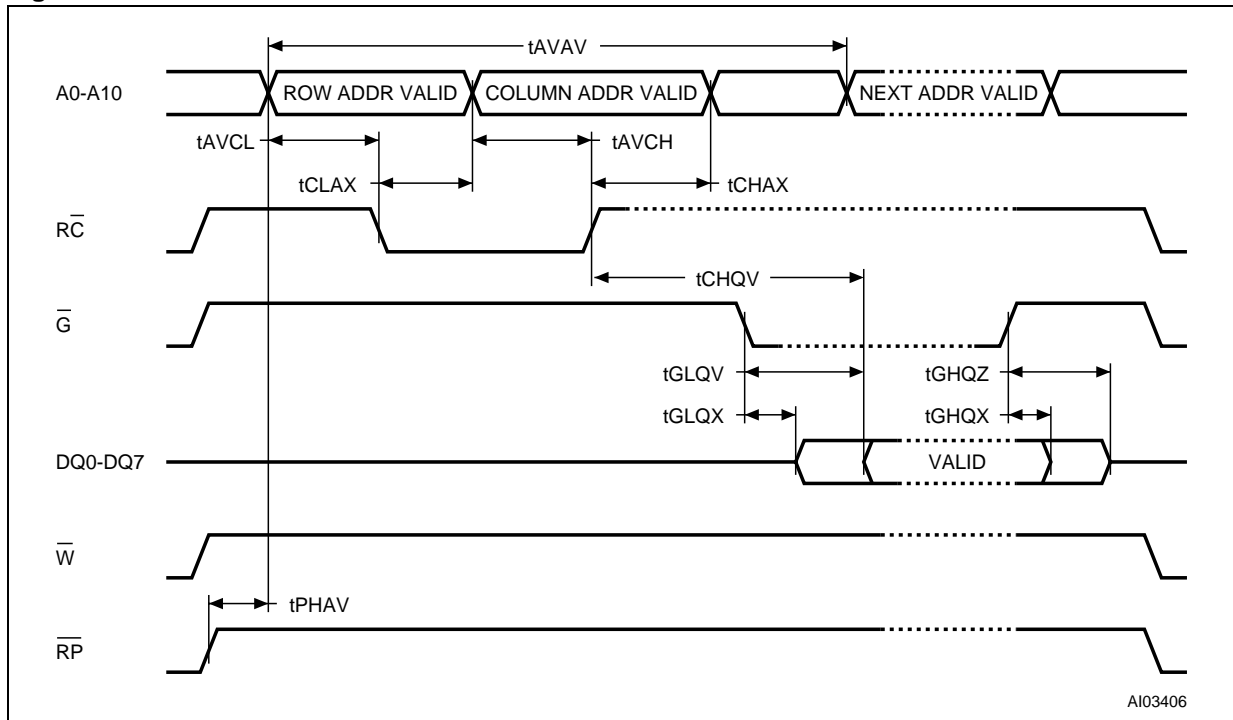 tAVAV
A0-A10 ROW ADDR VALID COLUMN ADDR VALID NEXT ADDR VALID
tAVCL tAVCH
tCLAX tCHAX
RC̅
tCHQV
G̅
tGLQV tGHQZ
tGLQX tGHQX
DQ0-DQ7 VALID
W̅
tPHAV
R̅P̅
AI03406